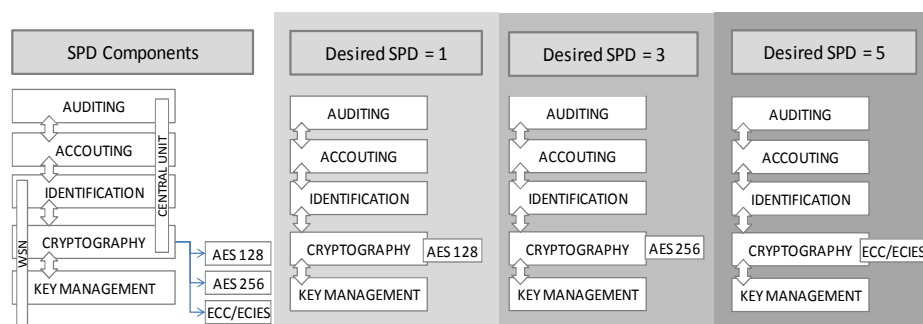 SPD Components
AUDITING
ACCOUTING
IDENTIFICATION
CRYPTOGRAPHY
KEY MANAGEMENT
CENTRAL UNIT
WSN
AES 128
AES 256
ECC/ECIES
Desired SPD = 1
AUDITING
ACCOUTING
IDENTIFICATION
CRYPTOGRAPHY
AES 128
KEY MANAGEMENT
Desired SPD = 3
AUDITING
ACCOUTING
IDENTIFICATION
CRYPTOGRAPHY
AES 256
KEY MANAGEMENT
Desired SPD = 5
AUDITING
ACCOUTING
IDENTIFICATION
CRYPTOGRAPHY
ECC/ECIES
KEY MANAGEMENT